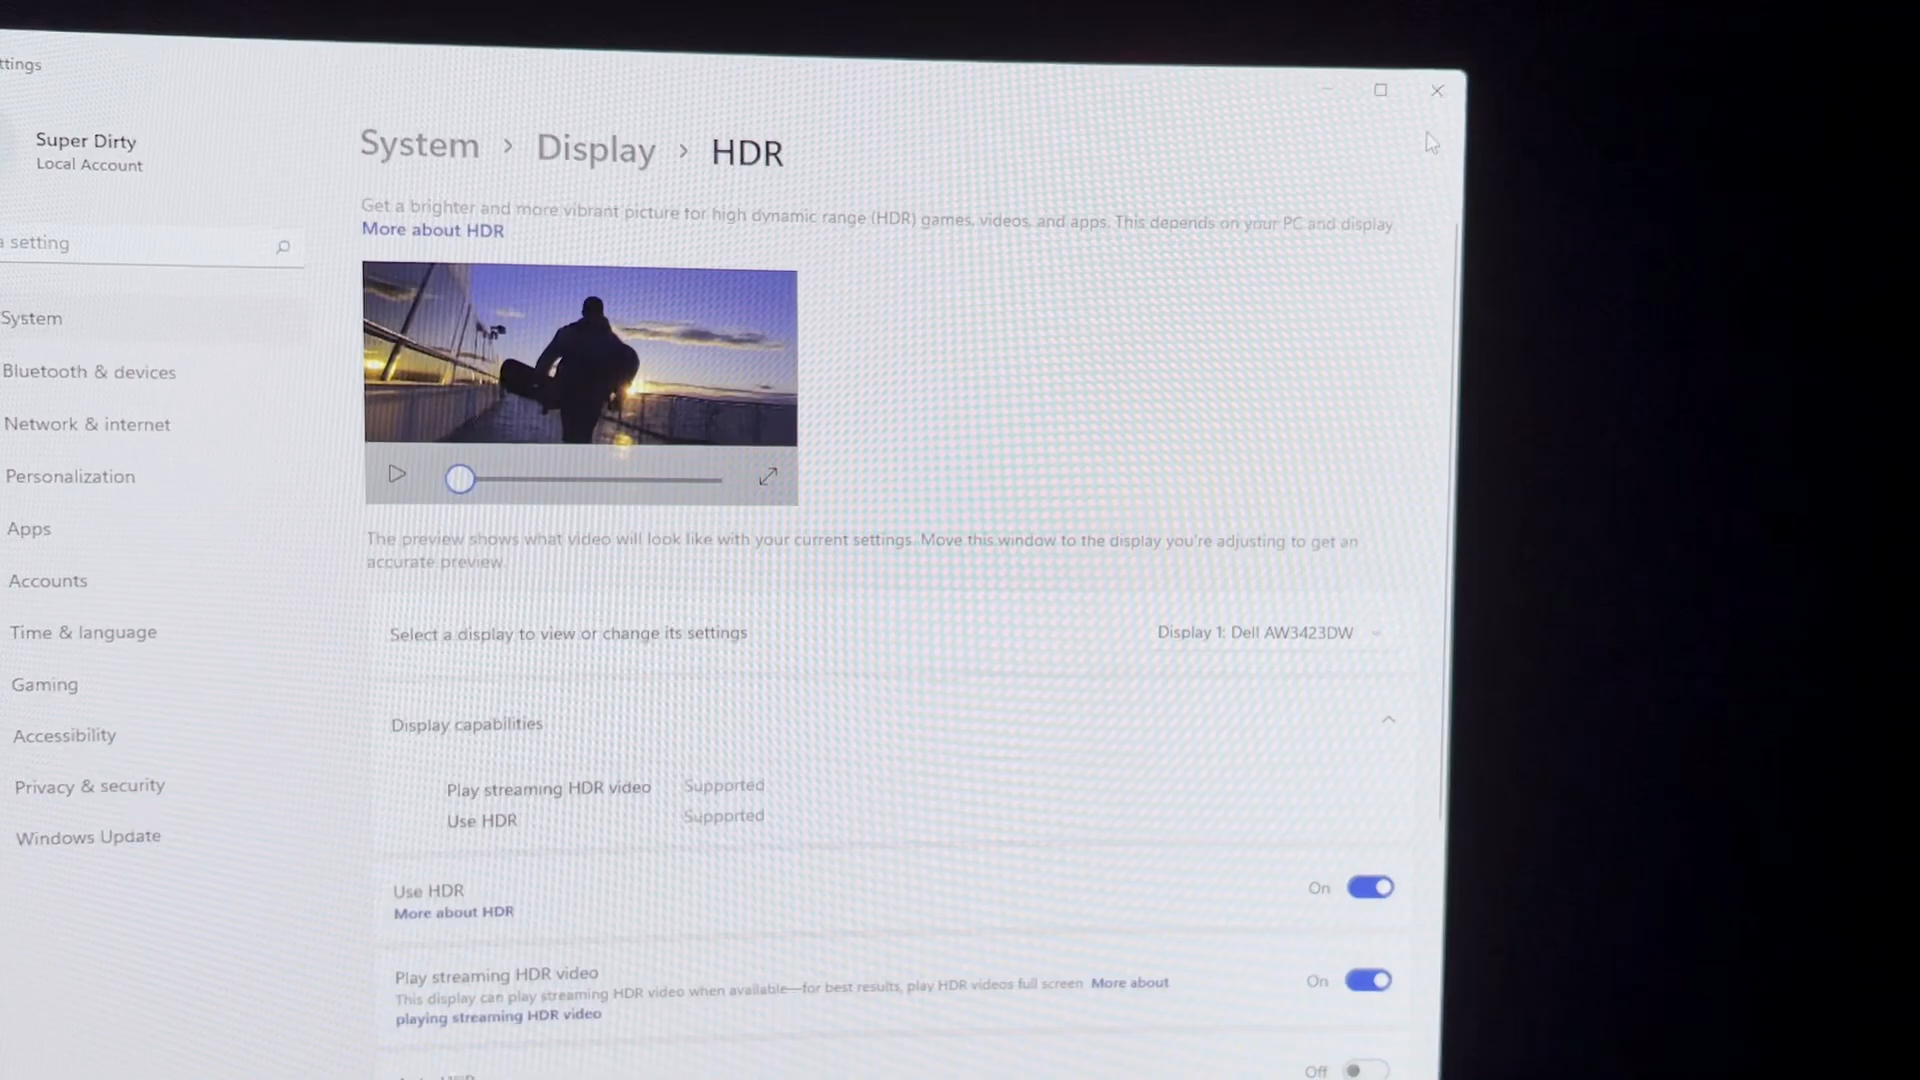 ttings
Super Dirty
Local Account
a setting
System
Bluetooth & devices
Network & internet
Personalization
Apps
Accounts
Time & language
Gaming
Accessibility
Privacy & security
Windows Update
System > Display > HDR
Get a brighter and more vibrant picture for high dynamic range (HDR) games, videos, and apps. This depends on your PC and display
More about HDR
The preview shows what video will look like with your current settings. Move this window to the display you're adjusting to get an
accurate preview.
Select a display to view or change its settings
Display 1: Dell AW3423DW
Display capabilities
Play streaming HDR video Supported
Use HDR Supported
Use HDR
On
More about HDR
Play streaming HDR video
On
This display can play streaming HDR video when available—for best results, play HDR videos full screen More about
playing streaming HDR video
Off